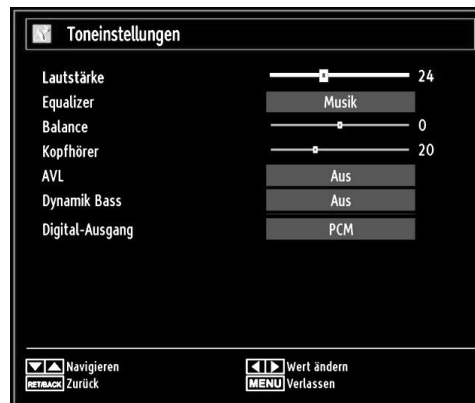 Toneinstellungen
Lautstärke 24
Equalizer Musik
Balance 0
Kopfhörer 20
AVL Aus
Dynamik Bass Aus
Digital-Ausgang PCM
Navigieren Wert ändern
RET/BACK Zurück MENU Verlassen